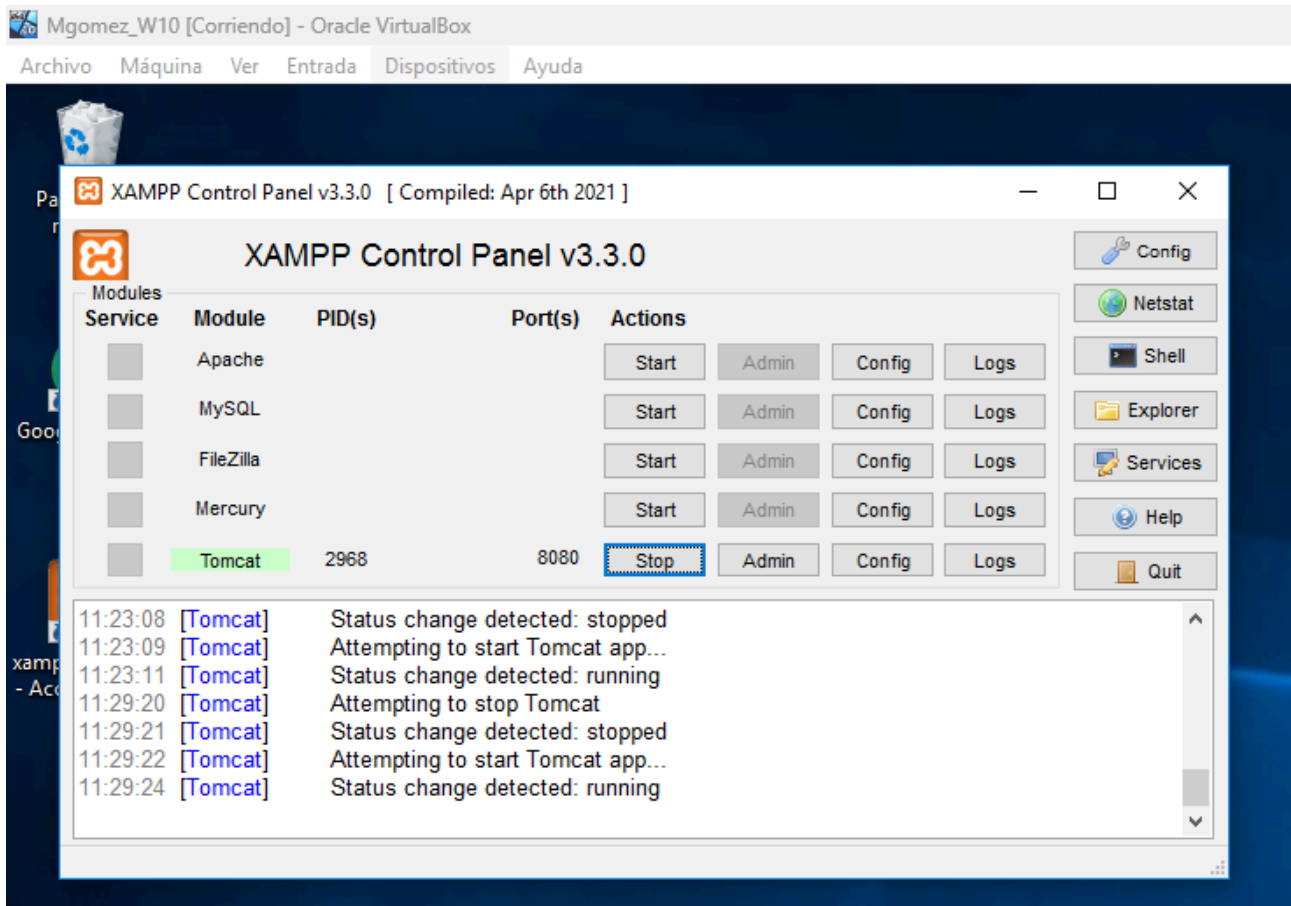 Mgomez_W10 [Corriendo] - Oracle VirtualBox
Archivo Máquina Ver Entrada Dispositivos Ayuda
XAMPP Control Panel v3.3.0 [ Compiled: Apr 6th 2021 ]
XAMPP Control Panel v3.3.0
Modules
Service Module PID(s) Port(s) Actions
Apache Start Admin Config Logs
MySQL Start Admin Config Logs
FileZilla Start Admin Config Logs
Mercury Start Admin Config Logs
Tomcat 2968 8080 Stop Admin Config Logs
Config
Netstat
Shell
Explorer
Services
Help
Quit
11:23:08 [Tomcat] Status change detected: stopped
11:23:09 [Tomcat] Attempting to start Tomcat app...
11:23:11 [Tomcat] Status change detected: running
11:29:20 [Tomcat] Attempting to stop Tomcat
11:29:21 [Tomcat] Status change detected: stopped
11:29:22 [Tomcat] Attempting to start Tomcat app...
11:29:24 [Tomcat] Status change detected: running
Pa
r
Goo
xamp
- Acc